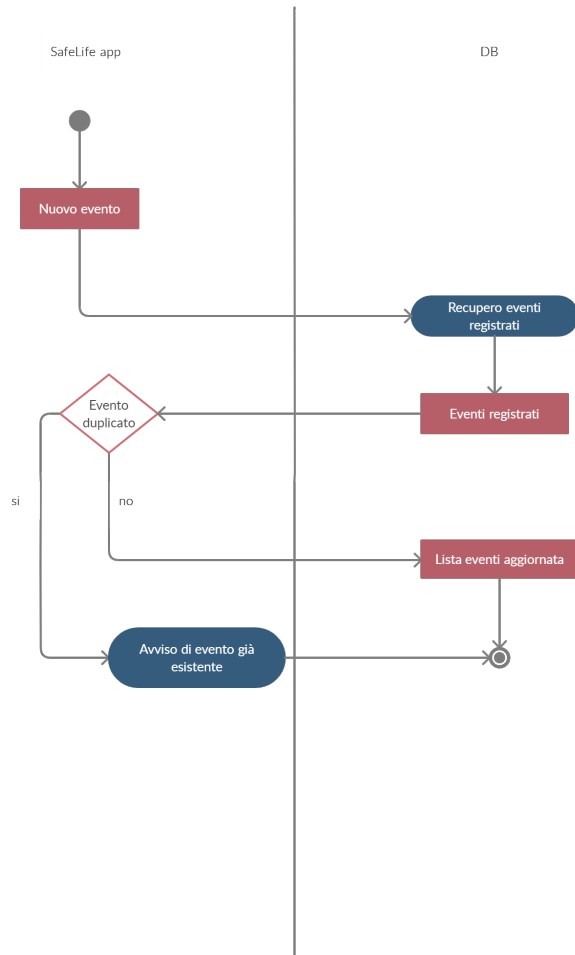 SafeLife app
DB
Nuovo evento
Recupero eventi
registrati
Evento
duplicato
Eventi registrati
si
no
Lista eventi aggiornata
Avviso di evento già
esistente